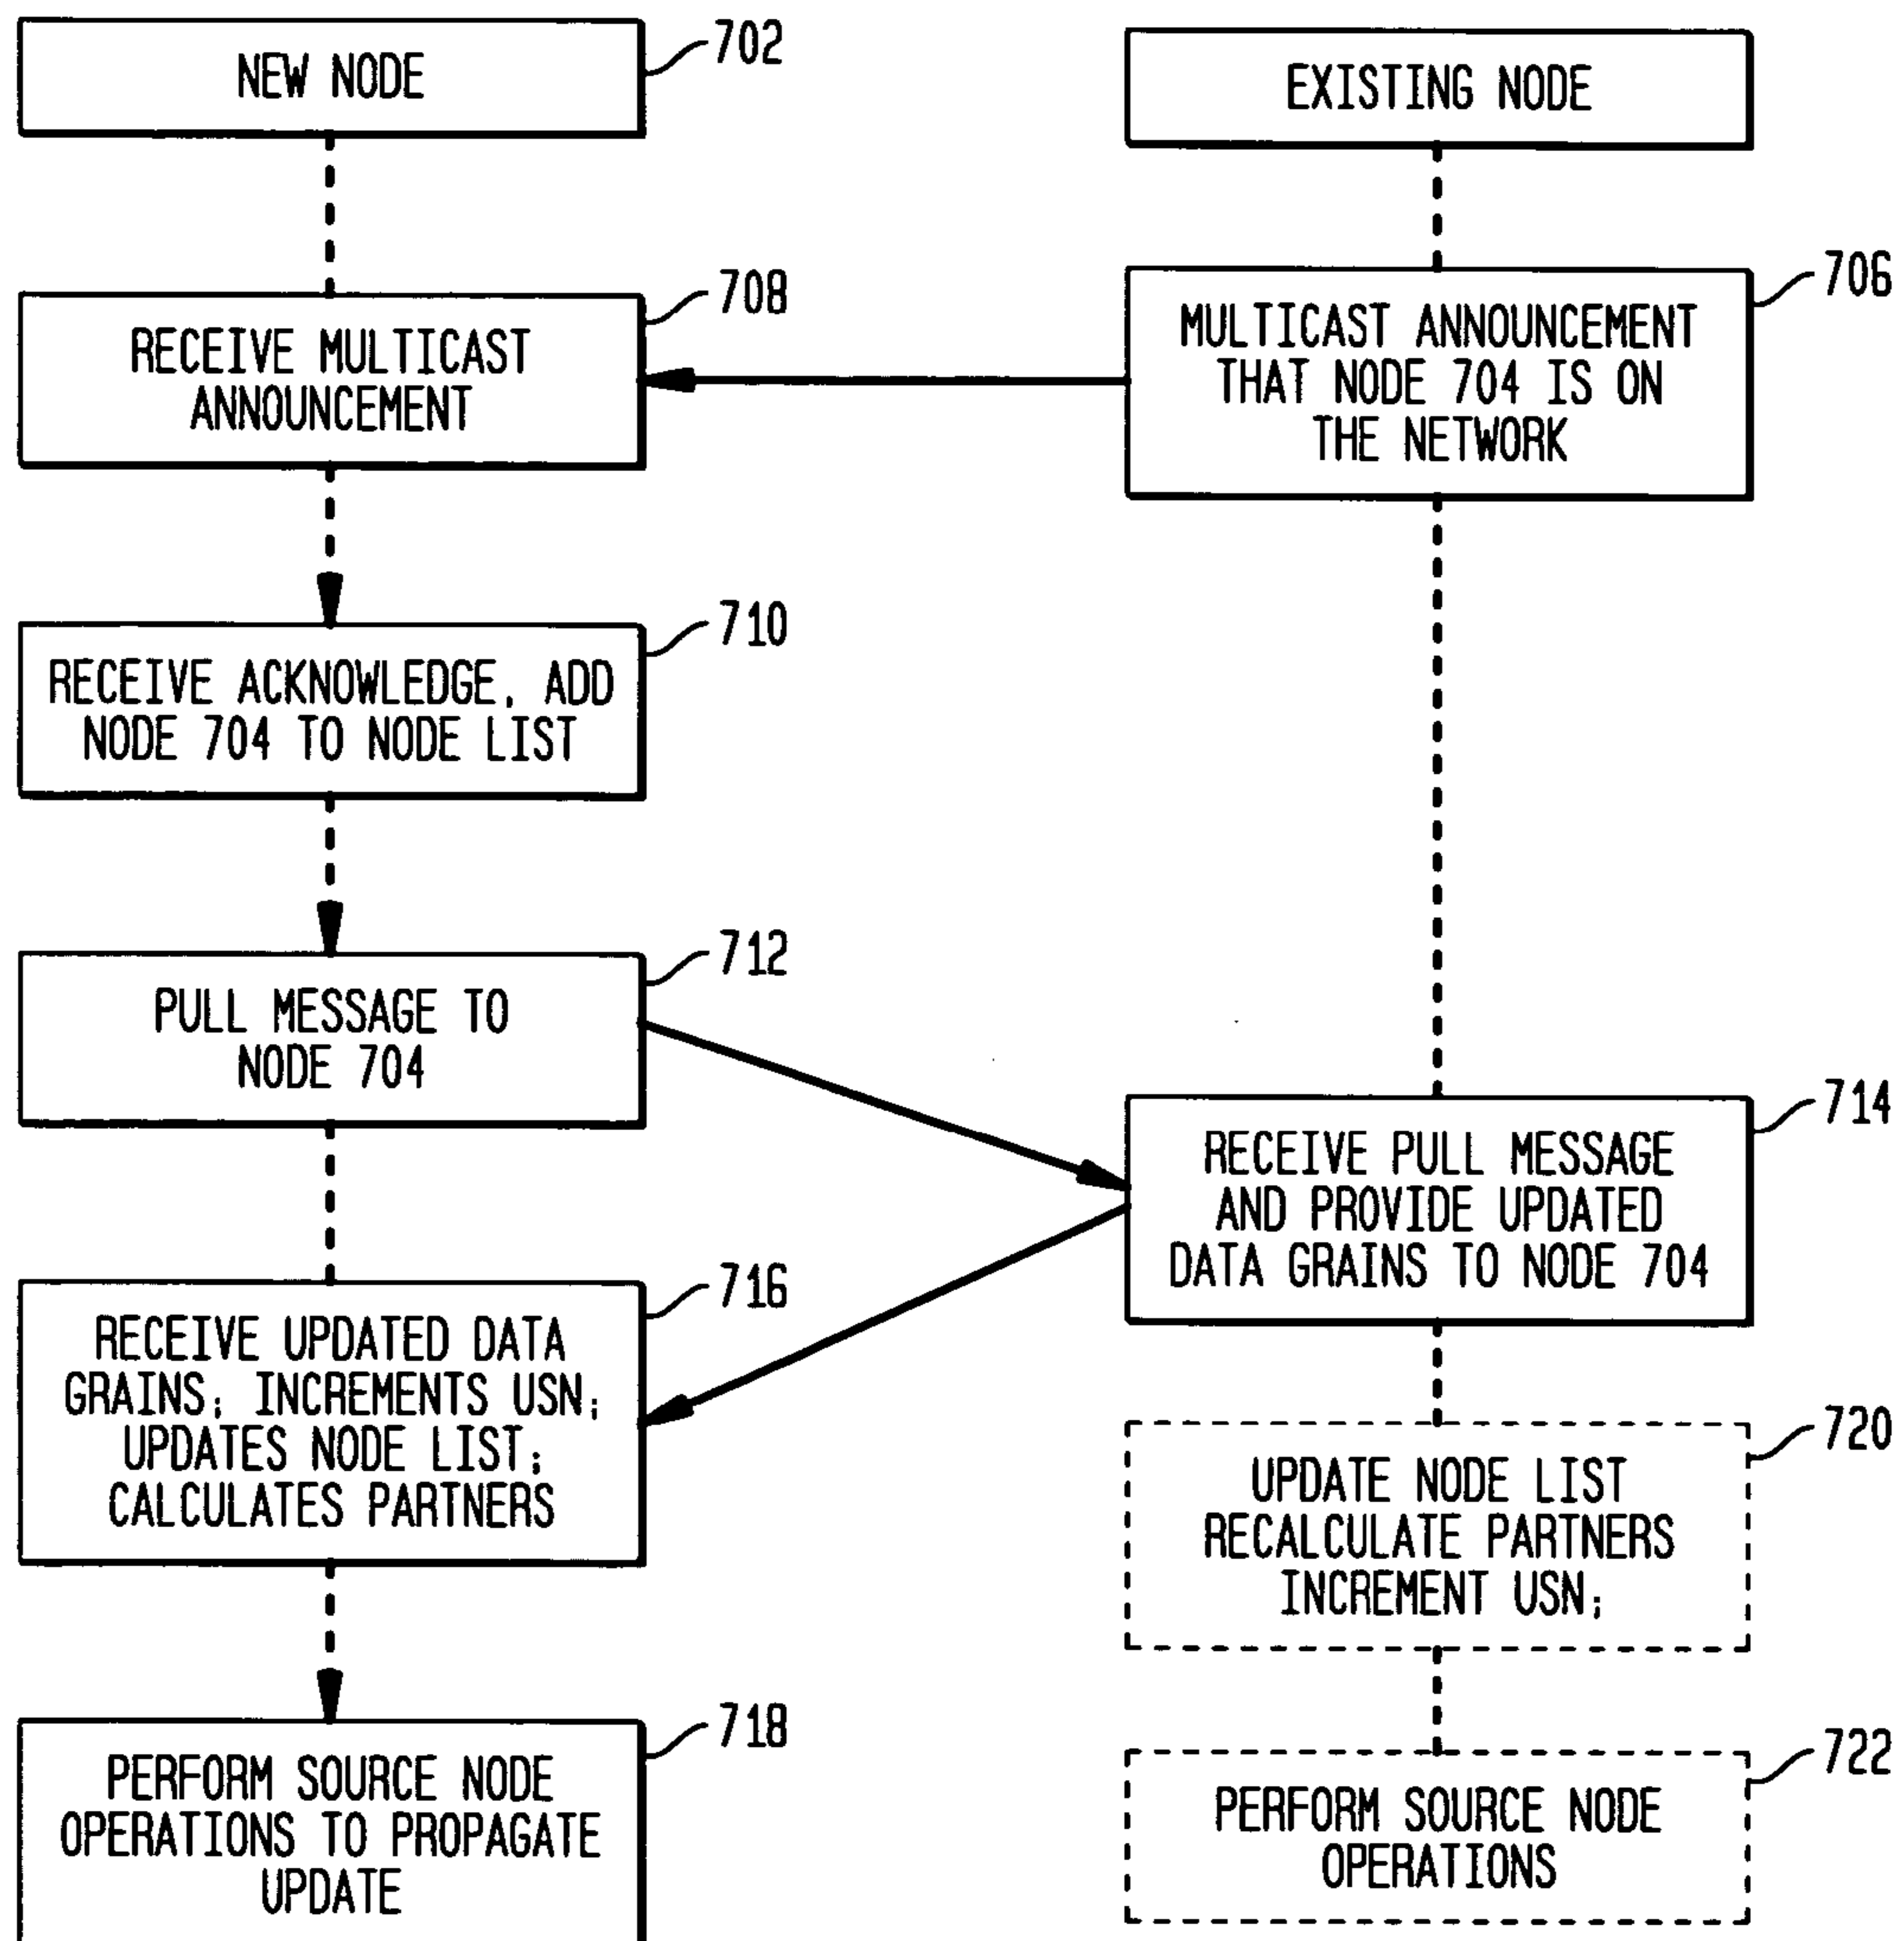 NEW NODE
702
EXISTING NODE
MULTICAST ANNOUNCEMENT
THAT NODE 704 IS ON
THE NETWORK
706
RECEIVE MULTICAST
ANNOUNCEMENT
708
RECEIVE ACKNOWLEDGE, ADD
NODE 704 TO NODE LIST
710
PULL MESSAGE TO
NODE 704
712
RECEIVE PULL MESSAGE
AND PROVIDE UPDATED
DATA GRAINS TO NODE 704
714
RECEIVE UPDATED DATA
GRAINS; INCREMENTS USN;
UPDATES NODE LIST;
CALCULATES PARTNERS
716
UPDATE NODE LIST
RECALCULATE PARTNERS
INCREMENT USN;
720
PERFORM SOURCE NODE
OPERATIONS TO PROPAGATE
UPDATE
718
PERFORM SOURCE NODE
OPERATIONS
722